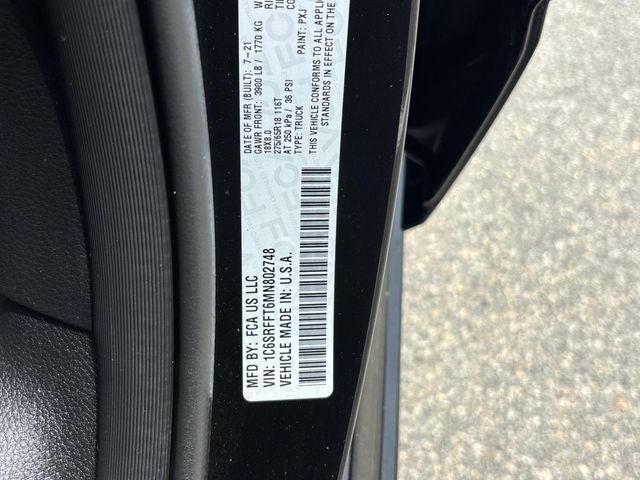 MFD BY: FCA US LLC
DATE OF MFR (BUILT): 7-21
GAWR FRONT: 3900 LB / 1770 KG
18X8.0
275/65R18 116T
AT 250 kPa / 36 PSI
VIN: 1C6SRFFT6MN802748
TYPE: TRUCK
VEHICLE MADE IN: U.S.A.
PAINT: PXJ
THIS VEHICLE CONFORMS TO
STANDARDS IN EFFECT ON THE